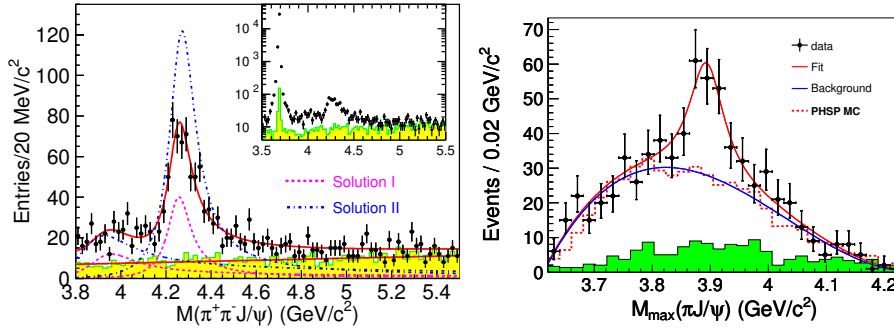 Entries/20 MeV/c²
120
100
80
60
40
20
0
3.8 4 4.2 4.4 4.6 4.8 5 5.2 5.4
M(π⁺π⁻J/ψ) (GeV/c²)
10⁴
10³
10²
10
3.5 4 4.5 5 5.5
Solution I
Solution II
Events / 0.02 GeV/c²
70
60
50
40
30
20
10
0
3.7 3.8 3.9 4 4.1 4.2
M_max(πJ/ψ) (GeV/c²)
data
Fit
Background
PHSP MC